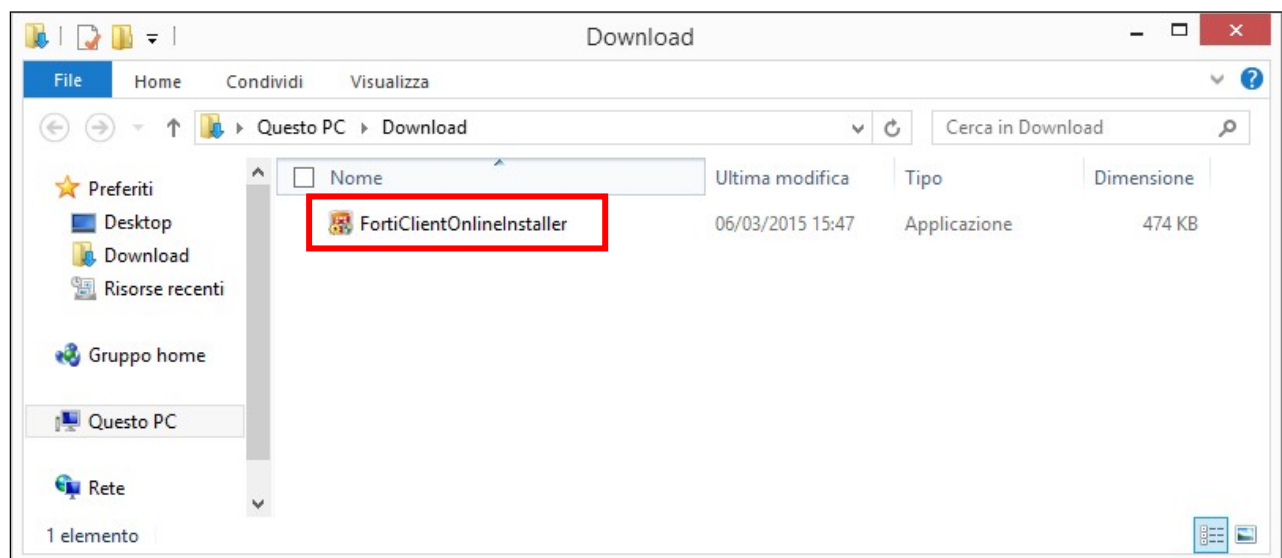 Download
File Home Condividi Visualizza
Questo PC Download Cerca in Download
Nome Ultima modifica Tipo Dimensione
Preferiti
FortiClientOnlineInstaller 06/03/2015 15:47 Applicazione 474 KB
Desktop
Download
Risorse recenti
Gruppo home
Questo PC
Rete
1 elemento